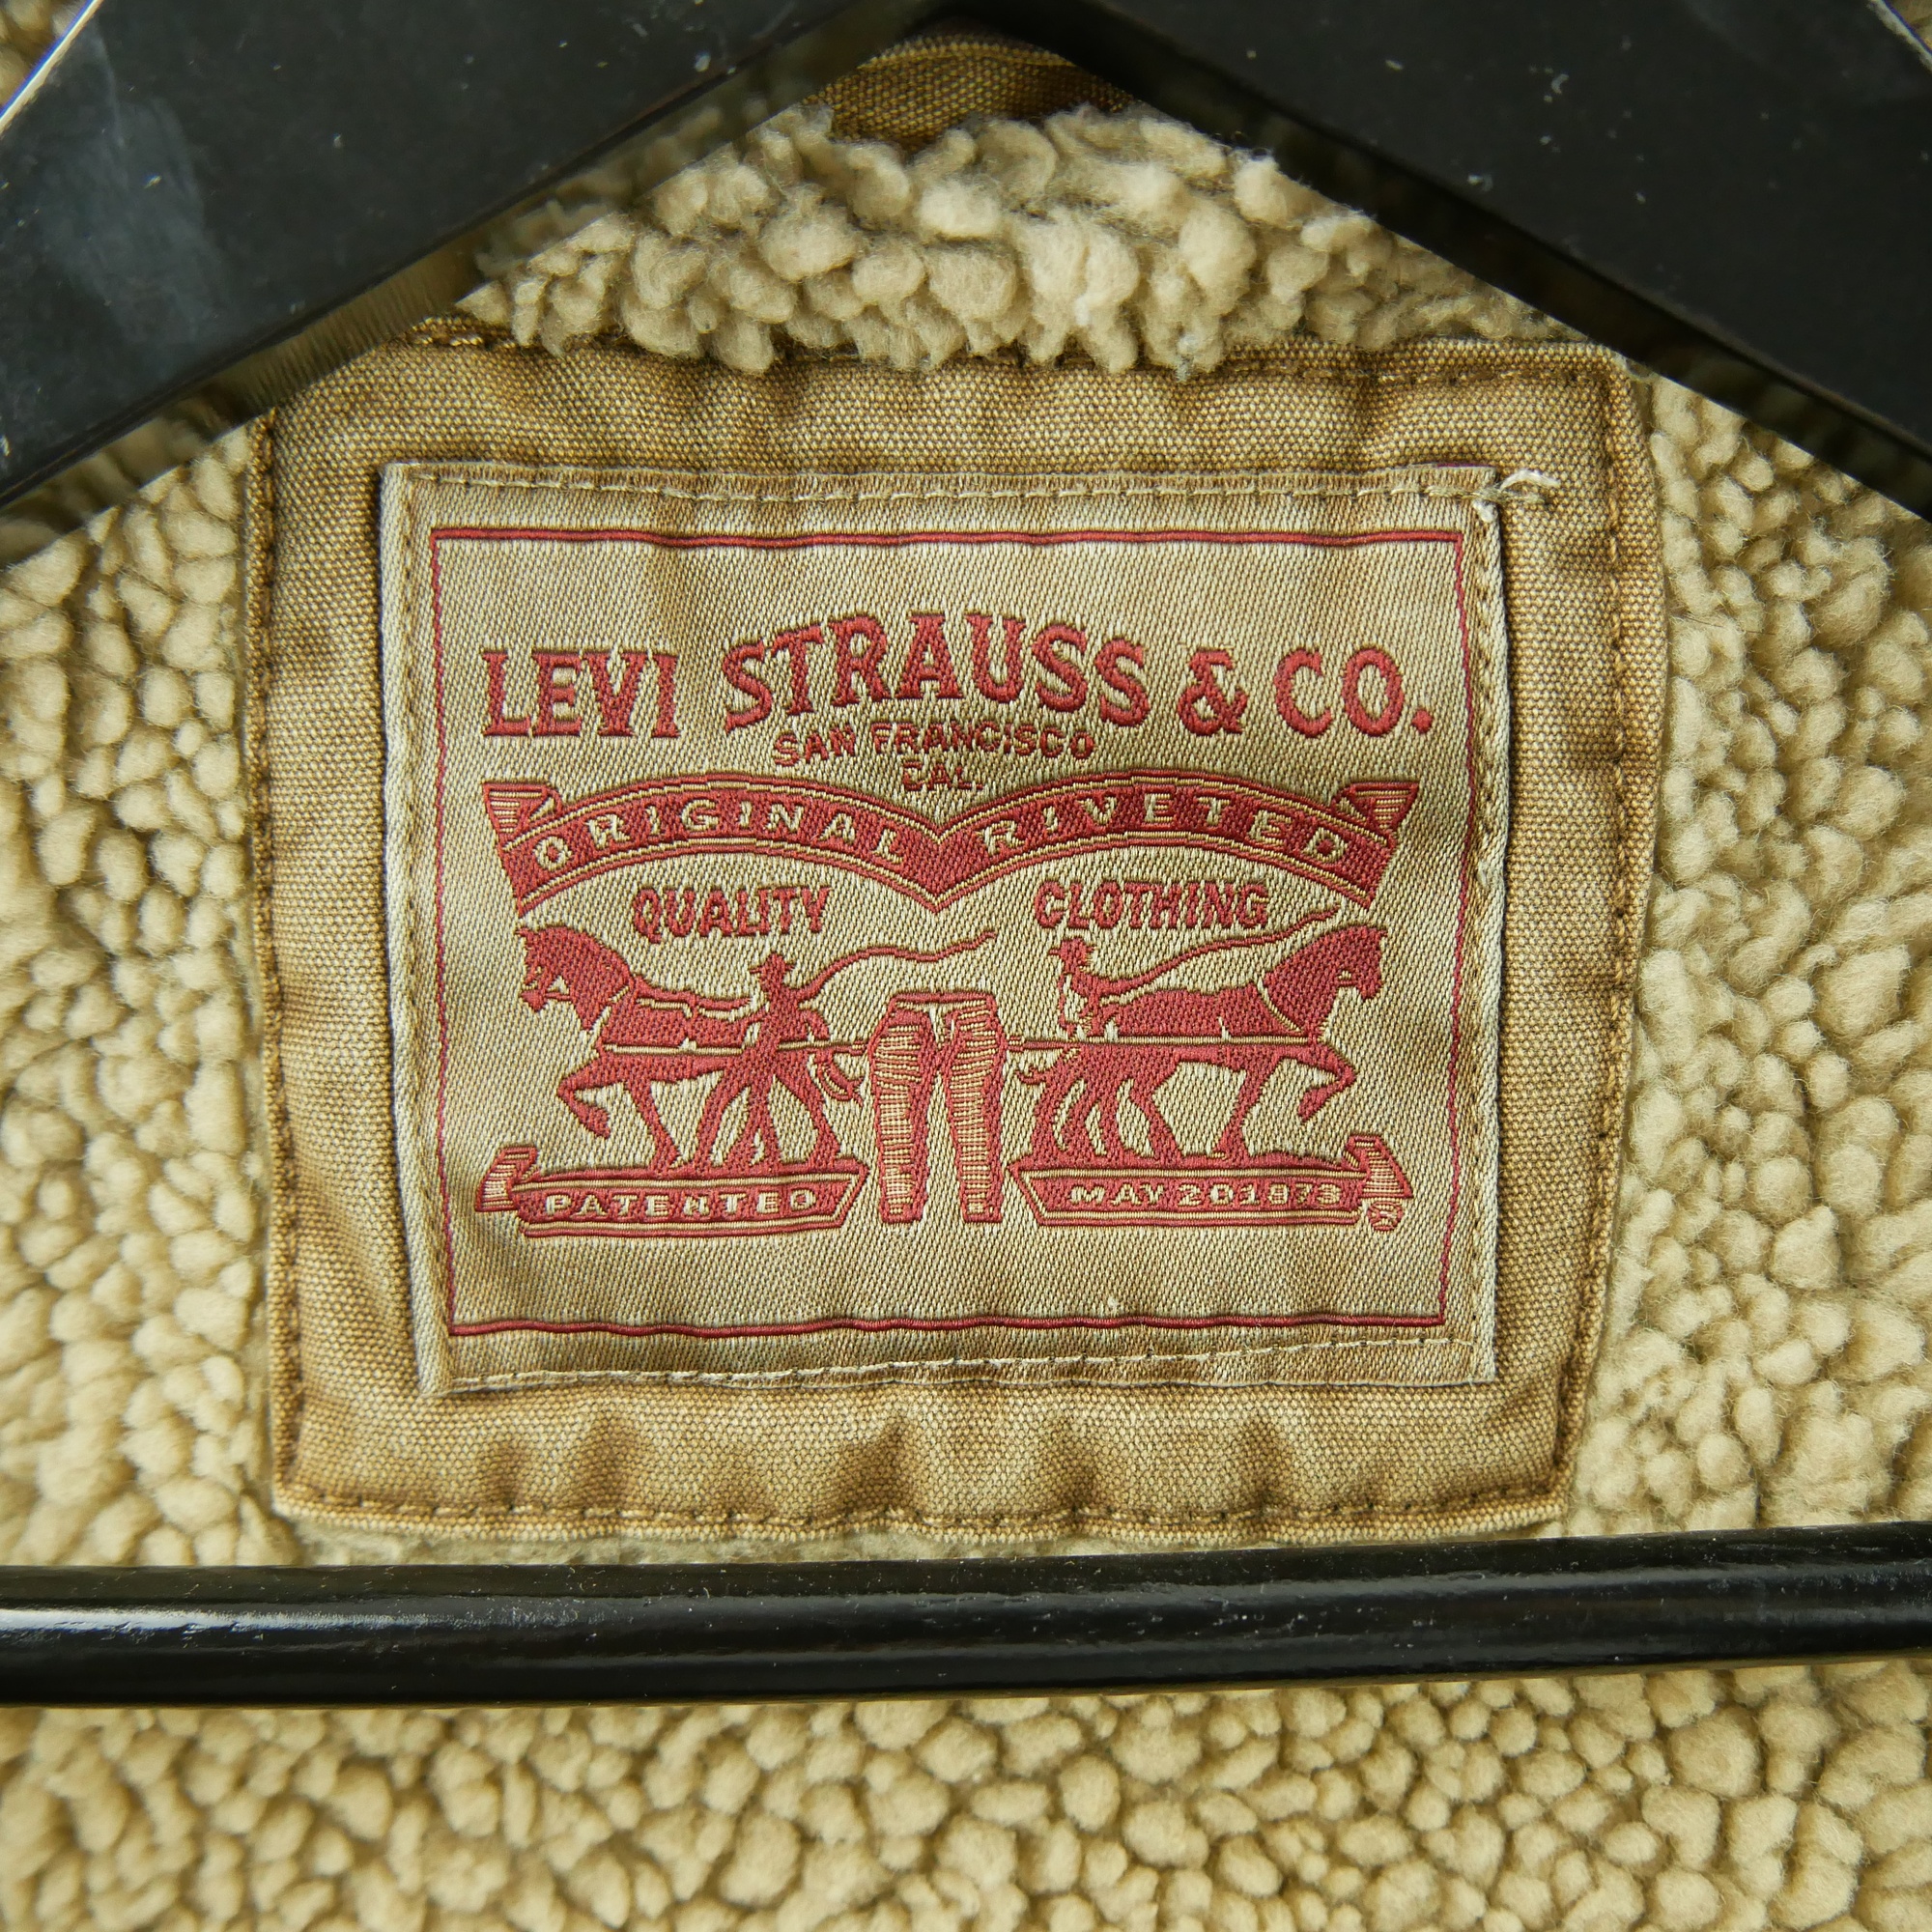 LEVI STRAUSS & CO.
SAN FRANCISCO
CAL.
ORIGINAL RIVETED
QUALITY CLOTHING
PATENTED MAY 20 1873